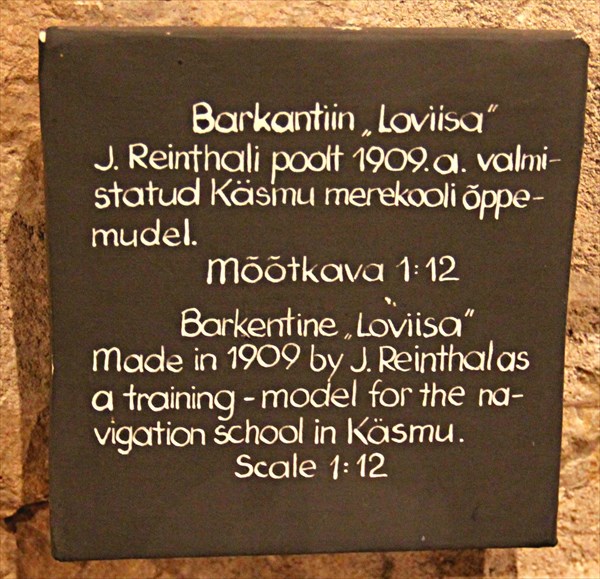 Barkantiin „Loviisa“
J. Reinthali poolt 1909.a. valmi-
statud Käsmu merekooli õppe-
mudel.
Mõõtkava 1:12
Barkentine „Loviisa“
Made in 1909 by J. Reinthal as
a training - model for the na-
vigation school in Käsmu.
Scale 1:12